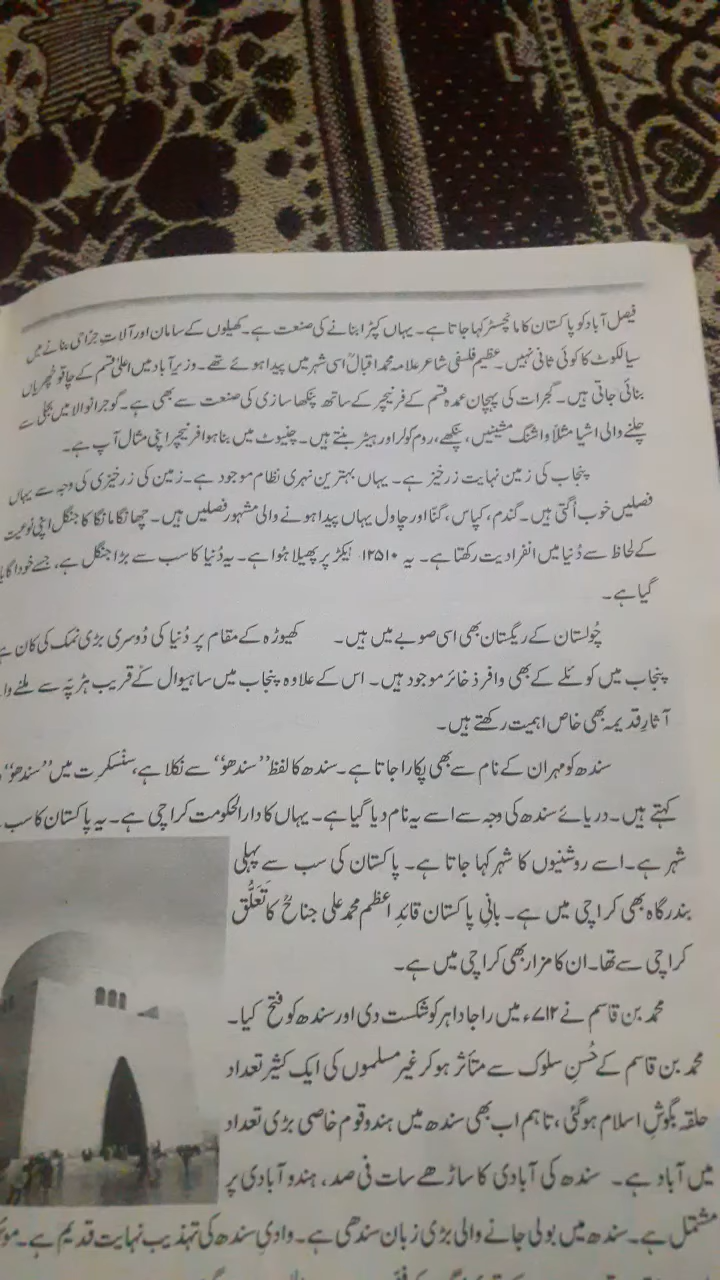 فیصل آباد کو پاکستان کا مانچسٹر کہا جاتا ہے۔ یہاں کپڑا بنانے کی صنعت ہے۔ کھیلوں کے سامان اور آلاتِ جراحی بنانے میں
سیالکوٹ کا کوئی ثانی نہیں۔ عظیم فلسفی شاعر علامہ محمد اقبالؒ اسی شہر میں پیدا ہوئے تھے۔ وزیر آباد میں اعلیٰ قسم کے چاقو چھریاں
بنائی جاتی ہیں۔ گجرات کی پہچان عمدہ قسم کے فرنیچر کے ساتھ پنکھا سازی کی صنعت سے بھی ہے۔ گوجرانوالا میں بجلی سے
چلنے والی اشیا مثلاً واشنگ مشینیں، پنکھے، روم کولر اور ہیٹر بنتے ہیں۔ چنیوٹ میں بنا ہوا فرنیچر اپنی مثال آپ ہے۔
پنجاب کی زمین نہایت زرخیز ہے۔ یہاں بہترین نہری نظام موجود ہے۔ زمین کی زرخیزی کی وجہ سے یہاں
فصلیں خوب اُگتی ہیں۔ گندم، کپاس، گنّا اور چاول یہاں پیدا ہونے والی مشہور فصلیں ہیں۔ چھانگا مانگا کا جنگل اپنی نوعیت
کے لحاظ سے دُنیا میں انفرادیت رکھتا ہے۔ یہ ۱۲۵۱۰ ایکڑ پر پھیلا ہُوا ہے۔ یہ دُنیا کا سب سے بڑا جنگل ہے، جسے خود اگایا
گیا ہے۔
چُولستان کے ریگستان بھی اسی صوبے میں ہیں۔ کھیوڑہ کے مقام پر دُنیا کی دُوسری بڑی نمک کی کان ہے
پنجاب میں کوئلے کے بھی وافر ذخائر موجود ہیں۔ اس کے علاوہ پنجاب میں ساہیوال کے قریب ہڑپّہ سے ملنے وا
آثارِ قدیمہ بھی خاص اہمیت رکھتے ہیں۔
سندھ کو مہران کے نام سے بھی پکارا جاتا ہے۔ سندھ کا لفظ ”سندھو“ سے نکلا ہے، سنسکرت میں ”سندھو“
کہتے ہیں۔ دریائے سندھ کی وجہ سے اسے یہ نام دیا گیا ہے۔ یہاں کا دارالحکومت کراچی ہے۔ یہ پاکستان کا سب
شہر ہے۔ اسے روشنیوں کا شہر کہا جاتا ہے۔ پاکستان کی سب سے پہلی
بندرگاہ بھی کراچی میں ہے۔ بانیِ پاکستان قائدِ اعظم محمد علی جناحؒ کا تعلُّق
کراچی سے تھا۔ ان کا مزار بھی کراچی میں ہے۔
محمد بن قاسم نے ۷۱۲ء میں راجا داہر کو شکست دی اور سندھ کو فتح کیا۔
محمد بن قاسم کے حُسنِ سلوک سے متأثر ہو کر غیر مسلموں کی ایک کثیر تعداد
حلقہ بگوشِ اسلام ہوگئی، تاہم اب بھی سندھ میں ہندو قوم خاصی بڑی تعداد
میں آباد ہے۔ سندھ کی آبادی کا ساڑھے سات فی صد، ہندو آبادی پر
مشتمل ہے۔ سندھ میں بولی جانے والی بڑی زبان سندھی ہے۔ وادیِ سندھ کی تہذیب نہایت قدیم ہے۔